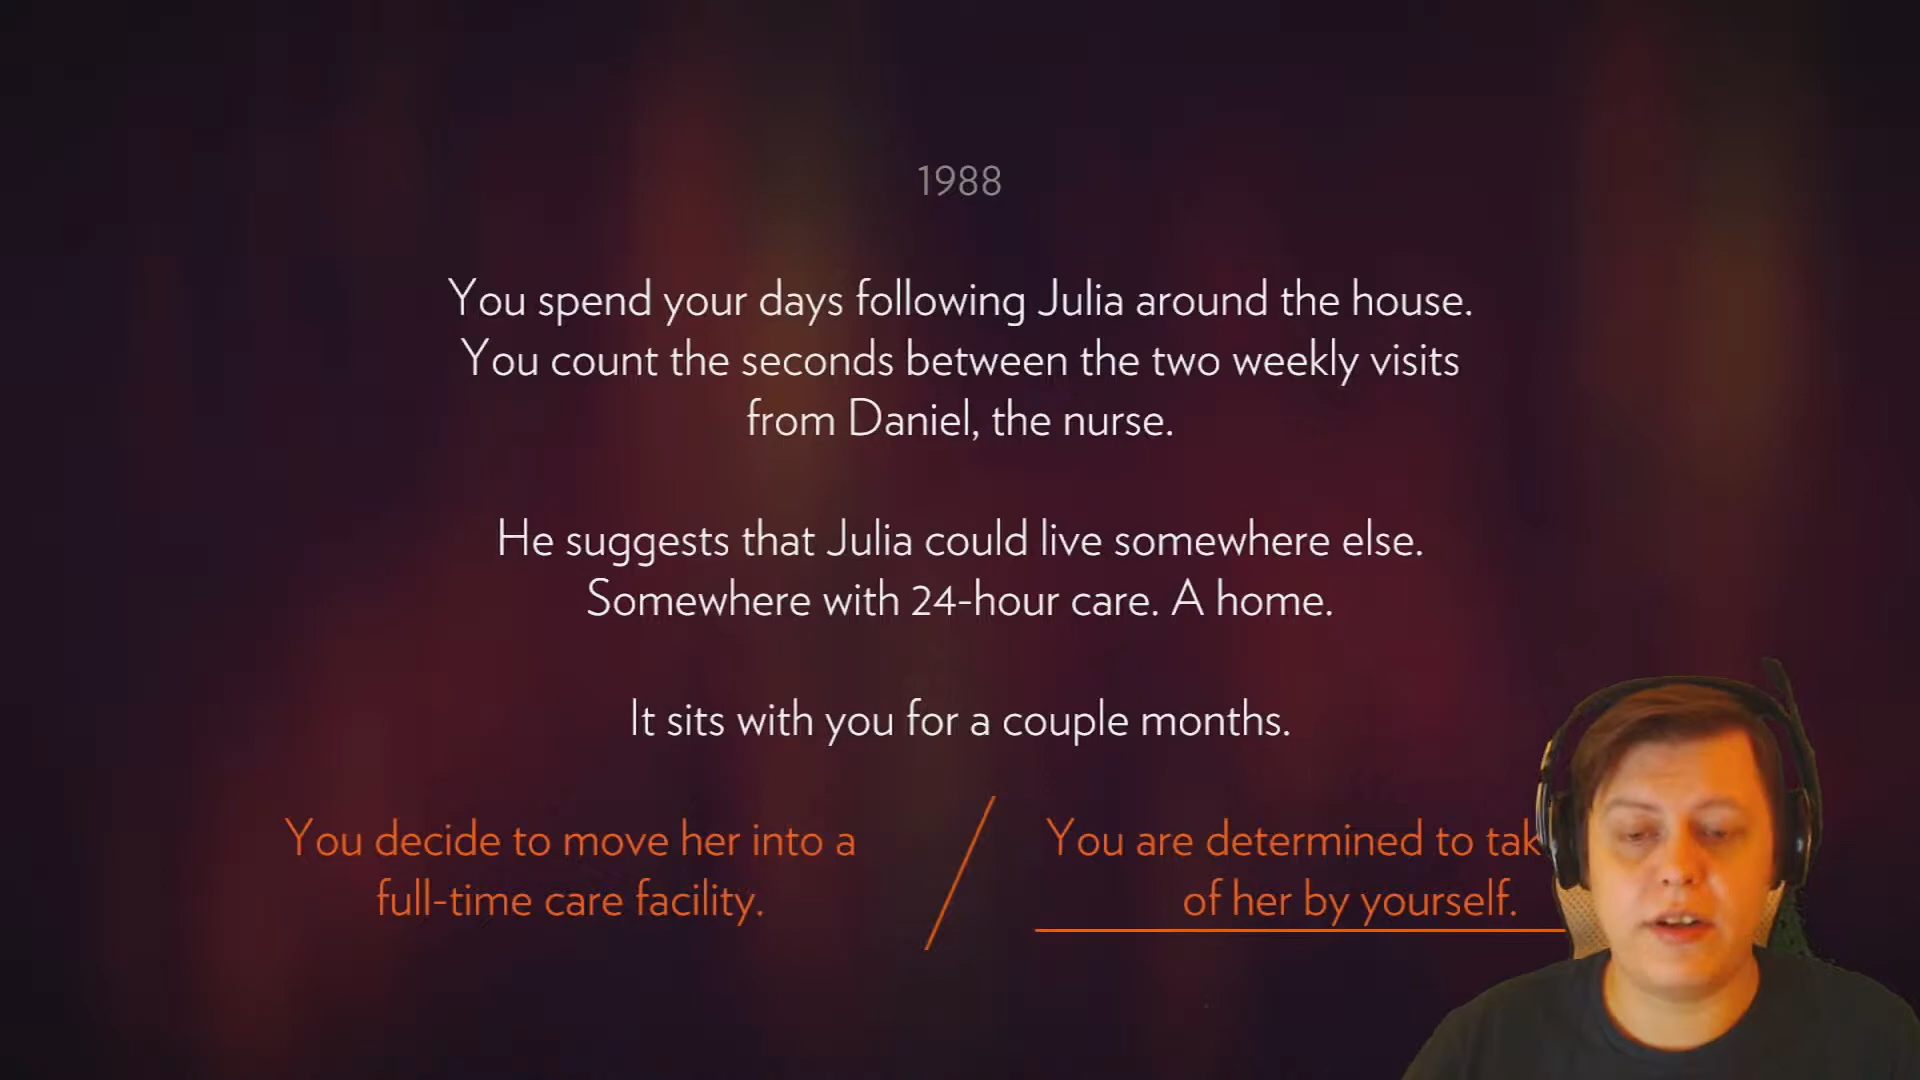 1988
You spend your days following Julia around the house.
You count the seconds between the two weekly visits
from Daniel, the nurse.
He suggests that Julia could live somewhere else.
Somewhere with 24-hour care. A home.
It sits with you for a couple months.
You decide to move her into a
full-time care facility.
You are determined to
of her by yourself.